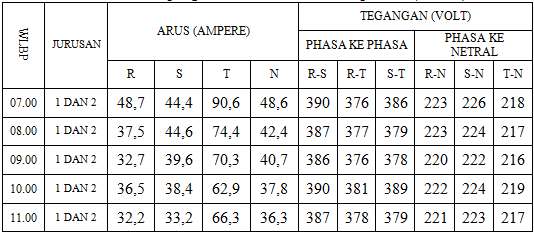 WLBP JURUSAN ARUS (AMPERE) TEGANGAN (VOLT)
PHASA KE PHASA PHASA KE NETRAL
R S T N R-S R-T S-T R-N S-N T-N
07.00 1 DAN 2 48,7 44,4 90,6 48,6 390 376 386 223 226 218
08.00 1 DAN 2 37,5 44,6 74,4 42,4 387 377 379 223 224 217
09.00 1 DAN 2 32,7 39,6 70,3 40,7 386 376 378 220 222 216
10.00 1 DAN 2 36,5 38,4 62,9 37,8 390 381 389 222 224 219
11.00 1 DAN 2 32,2 33,2 66,3 36,3 387 378 379 221 223 217